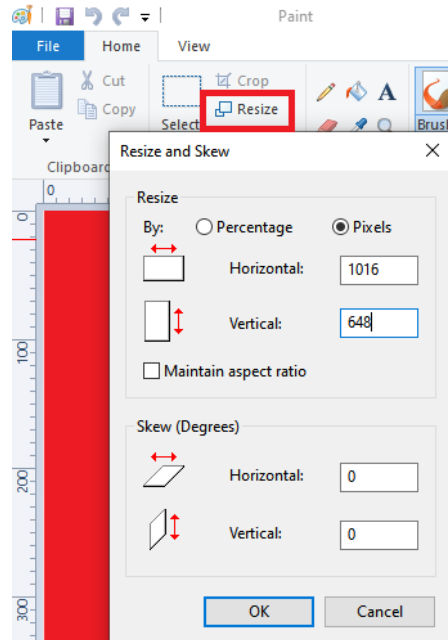 Paint
File Home View
Cut
Copy
Paste
Crop
Resize
Select
A
Brush
Clipboard
Resize and Skew
Resize
By: Percentage Pixels
Horizontal: 1016
Vertical: 648
Maintain aspect ratio
Skew (Degrees)
Horizontal: 0
Vertical: 0
OK Cancel
0
0
100
200
300